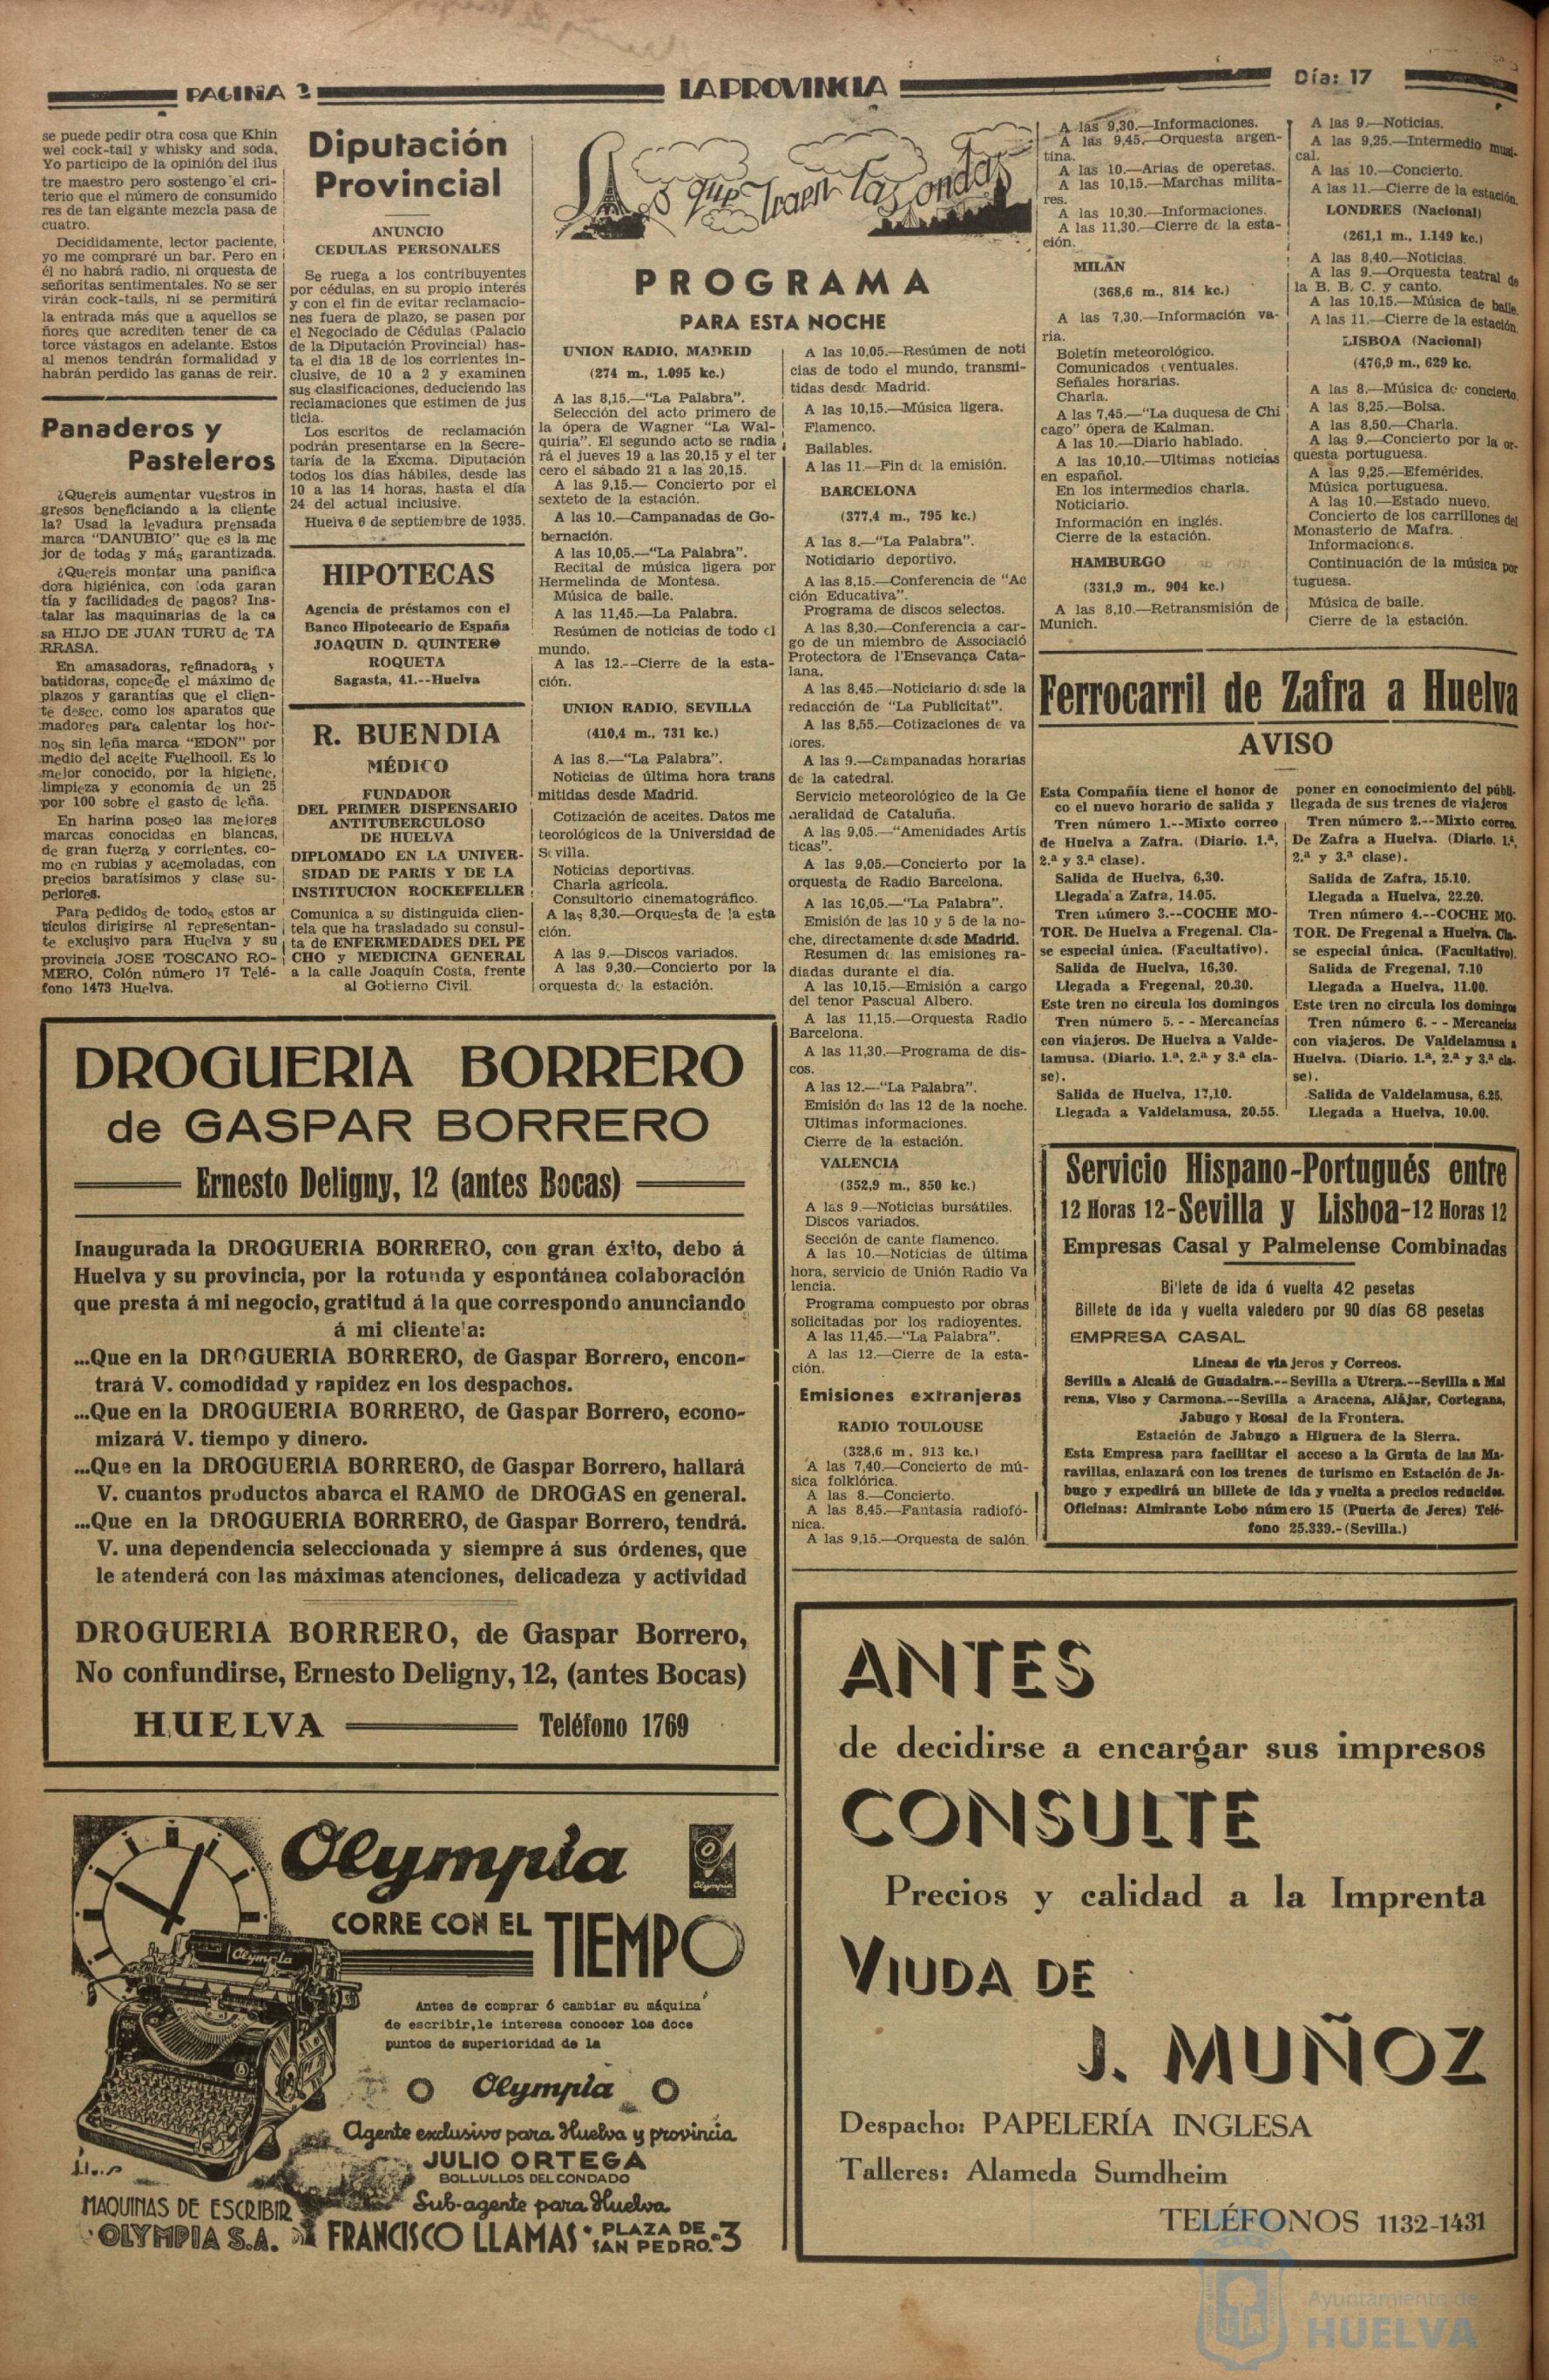 PAGINA 2
LA PROVINCIA
Día: 17
se puede pedir otra cosa que Khin
wel cock-tail y whisky and soda.
Yo participo de la opinión del ilus
tre maestro pero sostengo el cri-
terio que el número de consumido
res de tan elgante mezcla pasa de
cuatro.
Decididamente, lector paciente,
yo me compraré un bar. Pero en
él no habrá radio, ni orquesta de
señoritas sentimentales. No se ser
virán cock-tails, ni se permitirá
la entrada más que a aquellos se
ñores que acrediten tener de ca
torce vástagos en adelante. Estos
al menos tendrán formalidad y
habrán perdido las ganas de reir.
Panaderos y
Pasteleros
¿Quereis aumentar vuestros in
gresos beneficiando a la cliente
la? Usad la levadura prensada
marca "DANUBIO" que es la me
jor de todas y más garantizada.
¿Quereis montar una panifica
dora higiénica, con toda garan
tía y facilidades de pagos? Ins-
talar las maquinarias de la ca
sa HIJO DE JUAN TURU de TA
RRASA.
En amasadoras, refinadoras y
batidoras, concede el máximo de
plazos y garantías que el clien-
te desee, como los aparatos que
madores para calentar los hor-
nos sin leña marca "EDON" por
medio del aceite Fuelhooil. Es lo
mejor conocido, por la higiene,
limpieza y economía de un 25
por 100 sobre el gasto de leña.
En harina poseo las mejores
marcas conocidas en blancas,
de gran fuerza y corrientes, co-
mo en rubias y acemoladas, con
precios baratísimos y clase su-
periores.
Para pedidos de todos estos ar
tículos dirigirse al representan-
te exclusivo para Huelva y su
provincia JOSE TOSCANO RO-
MERO, Colón número 17 Telé-
fono 1473 Huelva.
Diputación
Provincial
ANUNCIO
CEDULAS PERSONALES
Se ruega a los contribuyentes
por cédulas, en su propio interés
y con el fin de evitar reclamacio-
nes fuera de plazo, se pasen por
el Negociado de Cédulas (Palacio
de la Diputación Provincial) has-
ta el dia 18 de los corrientes in-
clusive, de 10 a 2 y examinen
sus clasificaciones, deduciendo las
reclamaciones que estimen de jus
ticia.
Los escritos de reclamación
podrán presentarse en la Secre-
taría de la Excma. Diputación
todos los días hábiles, desde las
10 a las 14 horas, hasta el día
24 del actual inclusive.
Huelva 6 de septiembre de 1935.
HIPOTECAS
Agencia de préstamos con el
Banco Hipotecario de España
JOAQUIN D. QUINTERO
ROQUETA
Sagasta, 41.--Huelva
R. BUENDIA
MÉDICO
FUNDADOR
DEL PRIMER DISPENSARIO
ANTITUBERCULOSO
DE HUELVA
DIPLOMADO EN LA UNIVER-
SIDAD DE PARIS Y DE LA
INSTITUCION ROCKEFELLER
Comunica a su distinguida clien-
tela que ha trasladado su consul-
ta de ENFERMEDADES DEL PE
CHO y MEDICINA GENERAL
a la calle Joaquín Costa, frente
al Gobierno Civil.
Los que traen las ondas
PROGRAMA
PARA ESTA NOCHE
UNION RADIO, MADRID
(274 m., 1.095 kc.)
A las 8,15.—"La Palabra".
Selección del acto primero de
la ópera de Wagner "La Wal-
quiria". El segundo acto se radia
rá el jueves 19 a las 20,15 y el ter
cero el sábado 21 a las 20,15.
A las 9,15.— Concierto por el
sexteto de la estación.
A las 10.—Campanadas de Go-
bernación.
A las 10,05.—"La Palabra".
Recital de música ligera por
Hermelinda de Montesa.
Música de baile.
A las 11,45.—La Palabra.
Resúmen de noticias de todo el
mundo.
A las 12.--Cierre de la esta-
ción.
UNION RADIO, SEVILLA
(410,4 m., 731 kc.)
A las 8.—"La Palabra".
Noticias de última hora trans
mitidas desde Madrid.
Cotización de aceites. Datos me
teorológicos de la Universidad de
Sevilla.
Noticias deportivas.
Charla agrícola.
Consultorio cinematográfico.
A las 8,30.—Orquesta de la esta
ción.
A las 9.—Discos variados.
A las 9,30.—Concierto por la
orquesta de la estación.
A las 10,05.—Resúmen de noti
cias de todo el mundo, transmi-
tidas desde Madrid.
A las 10,15.—Música ligera.
Flamenco.
Bailables.
A las 11.—Fin de la emisión.
BARCELONA
(377,4 m., 795 kc.)
A las 8.—"La Palabra".
Noticiario deportivo.
A las 8,15.—Conferencia de "Ac
ción Educativa".
Programa de discos selectos.
A las 8,30.—Conferencia a car-
go de un miembro de Associació
Protectora de l'Ensevança Cata-
lana.
A las 8,45.—Noticiario desde la
redacción de "La Publicitat".
A las 8,55.—Cotizaciones de va
lores.
A las 9.—Campanadas horarias
de la catedral.
Servicio meteorológico de la Ge
neralidad de Cataluña.
A las 9,05.—"Amenidades Artís
ticas".
A las 9,05.—Concierto por la
orquesta de Radio Barcelona.
A las 10,05.—"La Palabra".
Emisión de las 10 y 5 de la no-
che, directamente desde Madrid.
Resumen de las emisiones ra-
diadas durante el día.
A las 10,15.—Emisión a cargo
del tenor Pascual Albero.
A las 11,15.—Orquesta Radio
Barcelona.
A las 11,30.—Programa de dis-
cos.
A las 12.—"La Palabra".
Emisión de las 12 de la noche.
Ultimas informaciones.
Cierre de la estación.
VALENCIA
(352,9 m., 850 kc.)
A las 9.—Noticias bursátiles.
Discos variados.
Sección de cante flamenco.
A las 10.—Noticias de última
hora, servicio de Unión Radio Va
lencia.
Programa compuesto por obras
solicitadas por los radioyentes.
A las 11,45.—"La Palabra".
A las 12.—Cierre de la esta-
ción.
Emisiones extranjeras
RADIO TOULOUSE
(328,6 m., 913 kc.)
A las 7,40.—Concierto de mú-
sica folklórica.
A las 8.—Concierto.
A las 8,45.—Fantasía radiofó-
nica.
A las 9,15.—Orquesta de salón.
A las 9,30.—Informaciones.
A las 9,45.—Orquesta argen-
tina.
A las 10.—Arias de operetas.
A las 10,15.—Marchas milita-
res.
A las 10,30.—Informaciones.
A las 11,30.—Cierre de la esta-
ción.
MILÁN
(368,6 m., 814 kc.)
A las 7,30.—Información va-
ria.
Boletín meteorológico.
Comunicados eventuales.
Señales horarias.
Charla.
A las 7,45.—"La duquesa de Chi
cago" ópera de Kalman.
A las 10.—Diario hablado.
A las 10,10.—Ultimas noticias
en español.
En los intermedios charla.
Noticiario.
Información en inglés.
Cierre de la estación.
HAMBURGO
(331,9 m., 904 kc.)
A las 8,10.—Retransmisión de
Munich.
A las 9.—Noticias.
A las 9,25.—Intermedio musi-
cal.
A las 10.—Concierto.
A las 11.—Cierre de la estación.
LONDRES (Nacional)
(261,1 m., 1.149 kc.)
A las 8,40.—Noticias.
A las 9.—Orquesta teatral de
la B. B. C. y canto.
A las 10,15.—Música de baile.
A las 11.—Cierre de la estación.
LISBOA (Nacional)
(476,9 m., 629 kc.
A las 8.—Música de concierto.
A las 8,25.—Bolsa.
A las 8,50.—Charla.
A las 9.—Concierto por la or-
questa portuguesa.
A las 9,25.—Efemérides.
Música portuguesa.
A las 10.—Estado nuevo.
Concierto de los carrillones del
Monasterio de Mafra.
Informaciones.
Continuación de la música por
tuguesa.
Música de baile.
Cierre de la estación.
Ferrocarril de Zafra a Huelva
AVISO
Esta Compañía tiene el honor de poner en conocimiento del públi-
co el nuevo horario de salida y llegada de sus trenes de viajeros
Tren número 1.--Mixto correo
de Huelva a Zafra. (Diario. 1.ª,
2.ª y 3.ª clase).
Salida de Huelva, 6,30.
Llegada a Zafra, 14.05.
Tren número 3.--COCHE MO-
TOR. De Huelva a Fregenal. Cla-
se especial única. (Facultativo).
Salida de Huelva, 16,30.
Llegada a Fregenal, 20.30.
Este tren no circula los domingos
Tren número 5. - - Mercancías
con viajeros. De Huelva a Valde-
lamusa. (Diario. 1.ª, 2.ª y 3.ª cla-
se).
Salida de Huelva, 17,10.
Llegada a Valdelamusa, 20.55.
Tren número 2.--Mixto correo.
De Zafra a Huelva. (Diario. 1.ª,
2.ª y 3.ª clase).
Salida de Zafra, 15.10.
Llegada a Huelva, 22.20.
Tren número 4.--COCHE MO-
TOR. De Fregenal a Huelva. Cla-
se especial única. (Facultativo).
Salida de Fregenal, 7.10
Llegada a Huelva, 11.00.
Este tren no circula los domingos
Tren número 6. - - Mercancías
con viajeros. De Valdelamusa a
Huelva. (Diario. 1.ª, 2.ª y 3.ª cla-
se).
Salida de Valdelamusa, 6.25.
Llegada a Huelva, 10.00.
Servicio Hispano-Portugués entre
12 Horas 12-Sevilla y Lisboa-12 Horas 12
Empresas Casal y Palmelense Combinadas
Billete de ida ó vuelta 42 pesetas
Billete de ida y vuelta valedero por 90 días 68 pesetas
EMPRESA CASAL
Lineas de viajeros y Correos.
Sevilla a Alcalá de Guadaira.--Sevilla a Utrera.--Sevilla a Mai
rena, Viso y Carmona.--Sevilla a Aracena, Alájar, Cortegana,
Jabugo y Rosal de la Frontera.
Estación de Jabugo a Higuera de la Sierra.
Esta Empresa para facilitar el acceso a la Gruta de las Ma-
ravillas, enlazará con los trenes de turismo en Estación de Ja-
bugo y expedirá un billete de ida y vuelta a precios reducidos.
Oficinas: Almirante Lobo número 15 (Puerta de Jerez) Telé-
fono 25.339.-(Sevilla.)
DROGUERIA BORRERO
de GASPAR BORRERO
Ernesto Deligny, 12 (antes Bocas)
Inaugurada la DROGUERIA BORRERO, con gran éxito, debo á
Huelva y su provincia, por la rotunda y espontánea colaboración
que presta á mi negocio, gratitud á la que correspondo anunciando
á mi clientela:
...Que en la DROGUERIA BORRERO, de Gaspar Borrero, encon-
trará V. comodidad y rapidez en los despachos.
...Que en la DROGUERIA BORRERO, de Gaspar Borrero, econo-
mizará V. tiempo y dinero.
...Que en la DROGUERIA BORRERO, de Gaspar Borrero, hallará
V. cuantos productos abarca el RAMO de DROGAS en general.
...Que en la DROGUERIA BORRERO, de Gaspar Borrero, tendrá.
V. una dependencia seleccionada y siempre á sus órdenes, que
le atenderá con las máximas atenciones, delicadeza y actividad
DROGUERIA BORRERO, de Gaspar Borrero,
No confundirse, Ernesto Deligny, 12, (antes Bocas)
HUELVA Teléfono 1769
Olympia
CORRE CON EL TIEMPO
Olympia
Olympia
Antes de comprar ó cambiar su máquina
de escribir, le interesa conocer los doce
puntos de superioridad de la
Olympia
Agente exclusivo para Huelva y provincia
JULIO ORTEGA
BOLLULLOS DEL CONDADO
Sub-agente para Huelva
FRANCISCO LLAMAS · PLAZA DE SAN PEDRO.-3
MAQUINAS DE ESCRIBIR
OLYMPIA S.A.
ANTES
de decidirse a encargar sus impresos
CONSULTE
Precios y calidad a la Imprenta
VIUDA DE
J. MUÑOZ
Despacho: PAPELERÍA INGLESA
Talleres: Alameda Sumdheim
TELÉFONOS 1132-1431
Ayuntamiento de
HUELVA